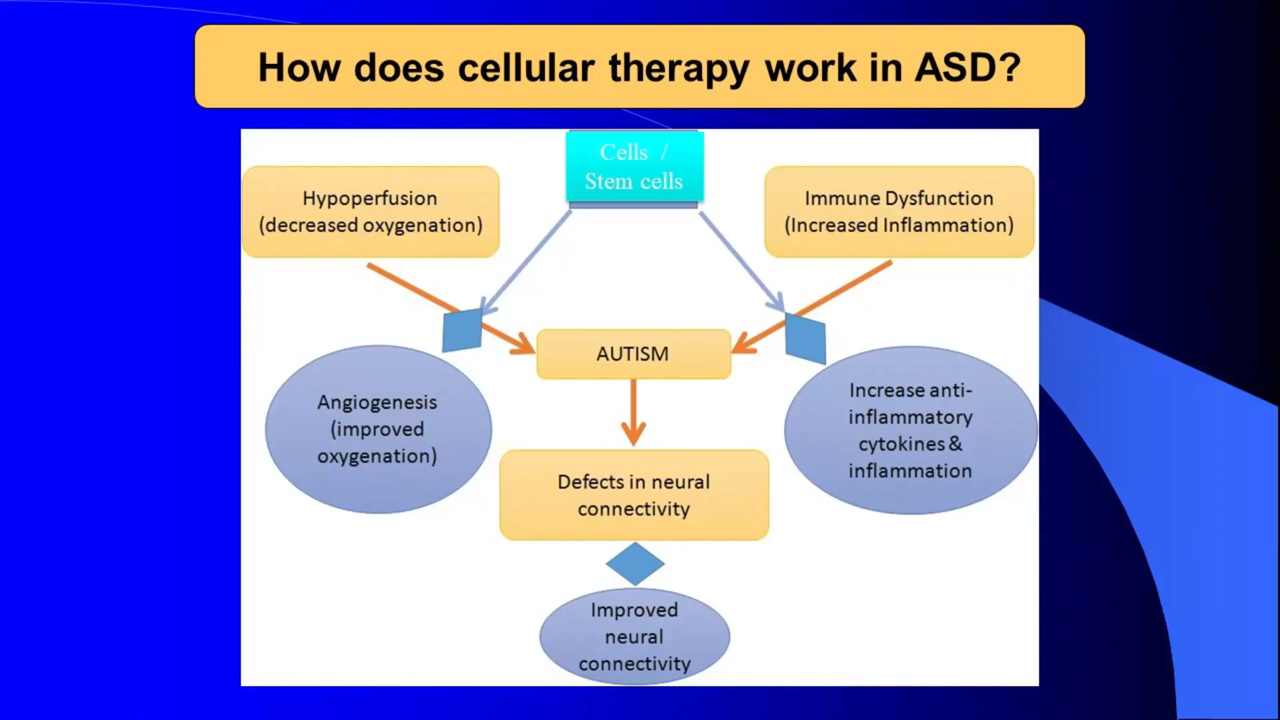 How does cellular therapy work in ASD?
Cells /
Stem cells
Hypoperfusion
(decreased oxygenation)
Immune Dysfunction
(Increased Inflammation)
AUTISM
Angiogenesis
(improved
oxygenation)
Increase anti-
inflammatory
cytokines &
inflammation
Defects in neural
connectivity
Improved
neural
connectivity